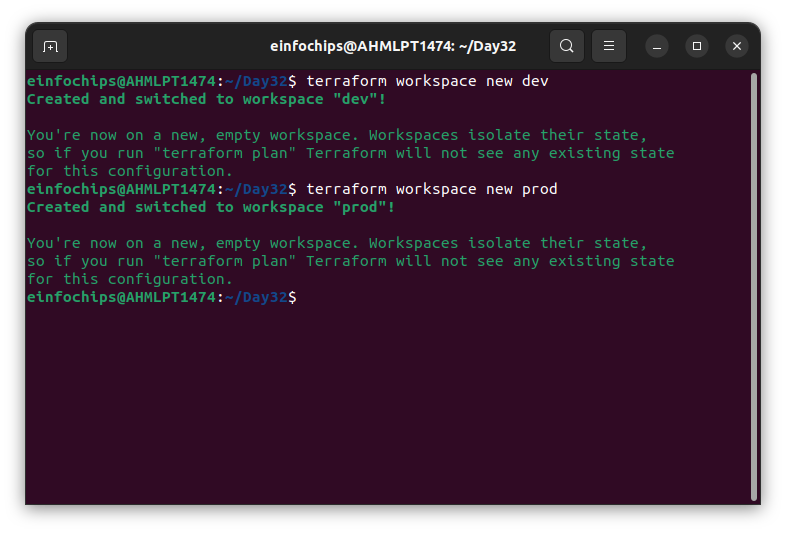 einfochips@AHMLPT1474: ~/Day32
einfochips@AHMLPT1474:~/Day32$ terraform workspace new dev
Created and switched to workspace "dev"!
You're now on a new, empty workspace. Workspaces isolate their state,
so if you run "terraform plan" Terraform will not see any existing state
for this configuration.
einfochips@AHMLPT1474:~/Day32$ terraform workspace new prod
Created and switched to workspace "prod"!
You're now on a new, empty workspace. Workspaces isolate their state,
so if you run "terraform plan" Terraform will not see any existing state
for this configuration.
einfochips@AHMLPT1474:~/Day32$